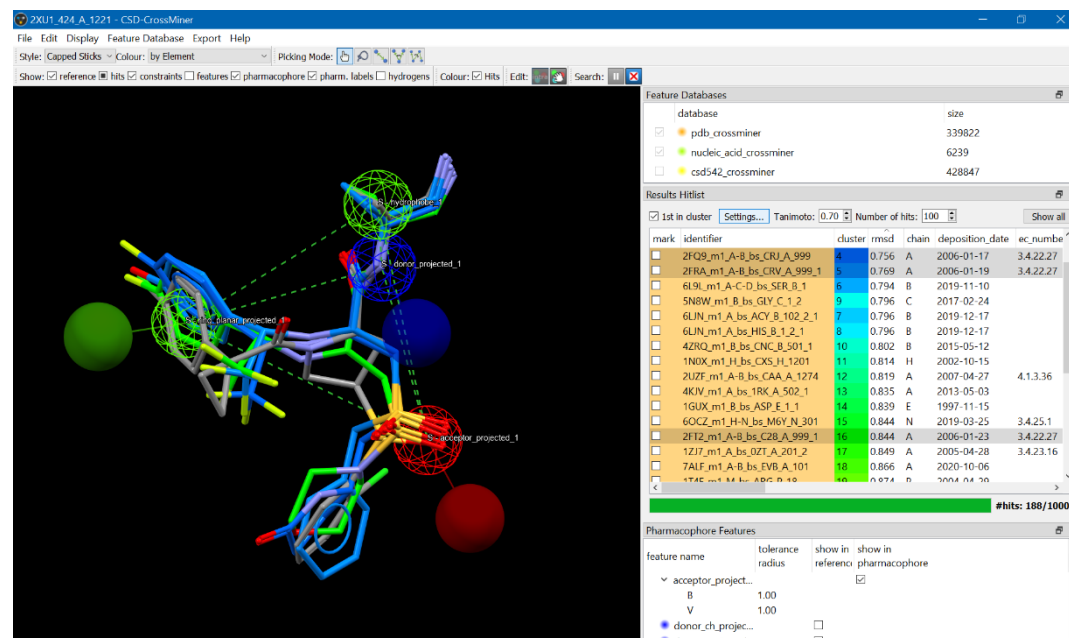 2XU1_424_A_1221 - CSD-CrossMiner
File Edit Display Feature Database Export Help
Style: Capped Sticks Colour: by Element Picking Mode:
Show: reference hits constraints features pharmacophore pharm. labels hydrogens Colour: Hits Edit: Search:
Feature Databases
database size
pdb_crossminer 339822
nucleic_acid_crossminer 6239
csd542_crossminer 428847
Results Hitlist
1st in cluster Settings... Tanimoto: 0.70 Number of hits: 100 Show all
mark identifier cluster rmsd chain deposition_date ec_numbe
2FQ9_m1_A-B_bs_CRJ_A_999 4 0.756 A 2006-01-17 3.4.22.27
2FRA_m1_A-B_bs_CRV_A_999_1 5 0.769 A 2006-01-19 3.4.22.27
6L9L_m1_A-C-D_bs_SER_B_1 6 0.794 B 2019-11-10
5N8W_m1_B_bs_GLY_C_1_2 9 0.796 C 2017-02-24
6LJN_m1_A_bs_ACY_B_102_2_1 7 0.796 B 2019-12-17
6LJN_m1_A_bs_HIS_B_1_2_1 8 0.796 B 2019-12-17
4ZRQ_m1_B_bs_CNC_B_501_1 10 0.802 B 2015-05-12
1N0X_m1_H_bs_CXS_H_1201 11 0.814 H 2002-10-15
2UZF_m1_A-B_bs_CAA_A_1274 12 0.819 A 2007-04-27 4.1.3.36
4KJV_m1_A_bs_1RK_A_502_1 13 0.835 A 2013-05-03
1GUX_m1_B_bs_ASP_E_1_1 14 0.839 E 1997-11-15
6OCZ_m1_H-N_bs_M6Y_N_301 15 0.844 N 2019-03-25 3.4.25.1
2FT2_m1_A-B_bs_C28_A_999_1 16 0.844 A 2006-01-23 3.4.22.27
1ZJ7_m1_A_bs_0ZT_A_201_2 17 0.849 A 2005-04-28 3.4.23.16
7ALF_m1_A-B_bs_EVB_A_101 18 0.866 A 2020-10-06
#hits: 188/1000
S - hydrophobe_1
S - donor_projected_1
S - ring_planar_projected_1
S - acceptor_projected_1
Pharmacophore Features
feature name tolerance radius show in reference show in pharmacophore
acceptor_project...
B 1.00
V 1.00
donor_ch_projec...